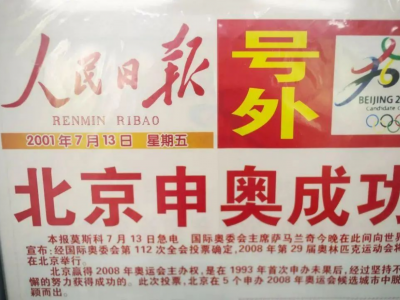 人民日报
RENMIN RIBAO
号外
BEIJING 2
Candidate C
2001年7月13日 星期五
北京申奥成功
本报莫斯科7月13日急电 国际奥委会主席萨马兰奇今晚在此间向世界
宣布:经国际奥委会第112次全会投票确定,2008年第29届奥林匹克运动会将
在北京举行。
北京赢得2008年奥运会主办权,是在1993年首次申办未果后,经过坚持不
懈的努力获得成功的。此次投票,北京在5个申办2008年奥运会候选城市中脱
颖而出。